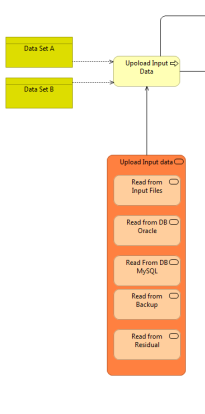 Data Set A
Data Set B
Upoload Input
Data
Upload Input data
Read from
Input Files
Read from DB
Oracle
Read From DB
MySQL
Read from
Backup
Read from
Residual